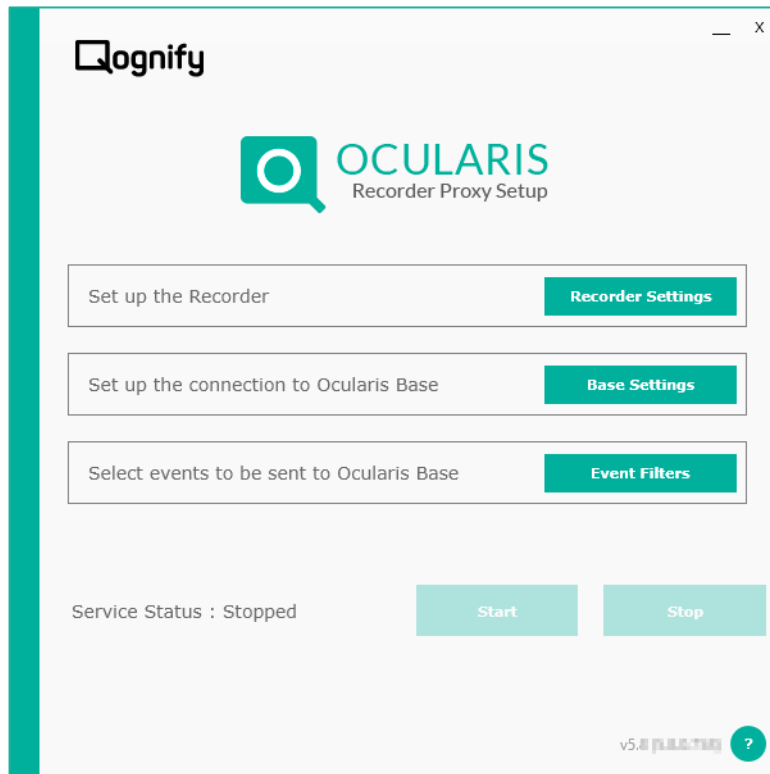 Qognify
__ X
OCULARIS
Recorder Proxy Setup
Set up the Recorder
Recorder Settings
Set up the connection to Ocularis Base
Base Settings
Select events to be sent to Ocularis Base
Event Filters
Service Status : Stopped
Start
Stop
?